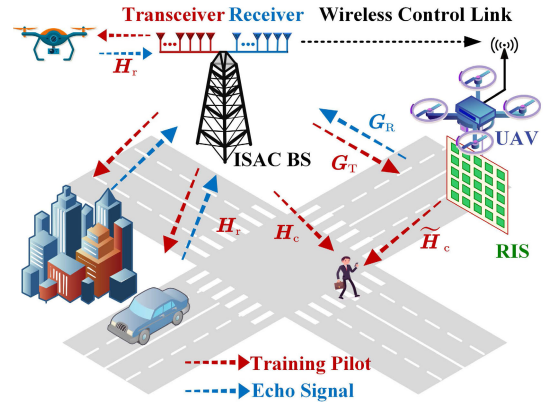 Transceiver Receiver Wireless Control Link
H_r
G_R
UAV
ISAC BS
G_T
H_r
H_c
\widetilde{H}_c
RIS
Training Pilot
Echo Signal